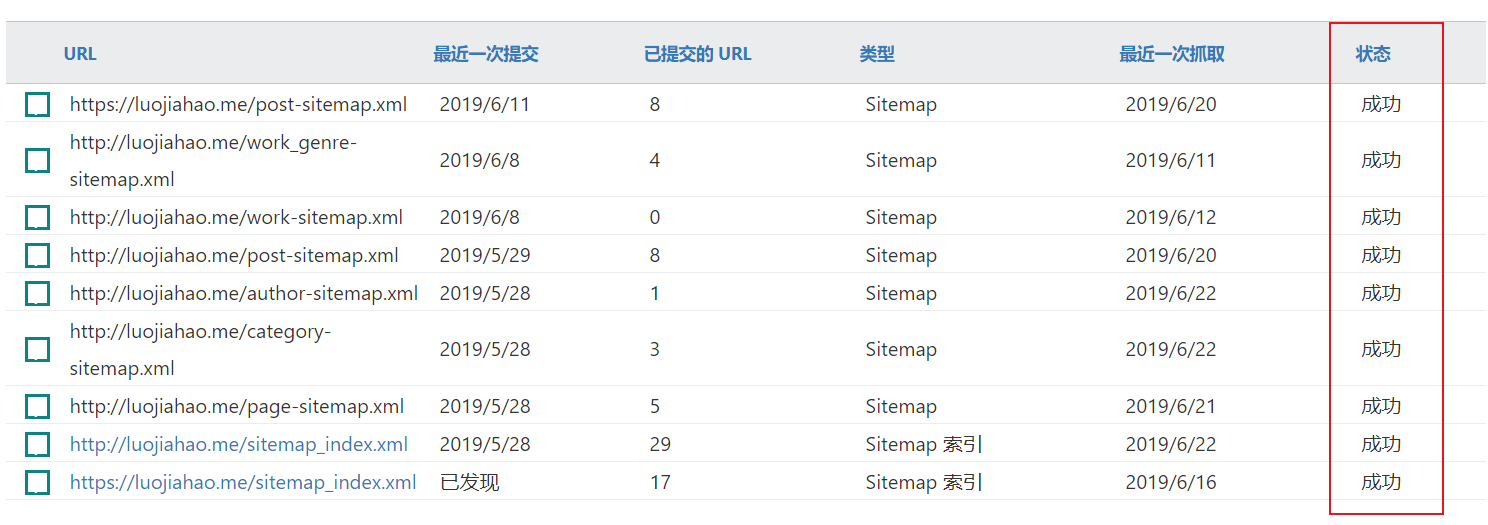 URL 最近一次提交 已提交的 URL 类型 最近一次抓取 状态
https://luojiahao.me/post-sitemap.xml 2019/6/11 8 Sitemap 2019/6/20 成功
http://luojiahao.me/work_genre-
sitemap.xml 2019/6/8 4 Sitemap 2019/6/11 成功
http://luojiahao.me/work-sitemap.xml 2019/6/8 0 Sitemap 2019/6/12 成功
http://luojiahao.me/post-sitemap.xml 2019/5/29 8 Sitemap 2019/6/20 成功
http://luojiahao.me/author-sitemap.xml 2019/5/28 1 Sitemap 2019/6/22 成功
http://luojiahao.me/category-
sitemap.xml 2019/5/28 3 Sitemap 2019/6/22 成功
http://luojiahao.me/page-sitemap.xml 2019/5/28 5 Sitemap 2019/6/21 成功
http://luojiahao.me/sitemap_index.xml 2019/5/28 29 Sitemap 索引 2019/6/22 成功
https://luojiahao.me/sitemap_index.xml 已发现 17 Sitemap 索引 2019/6/16 成功